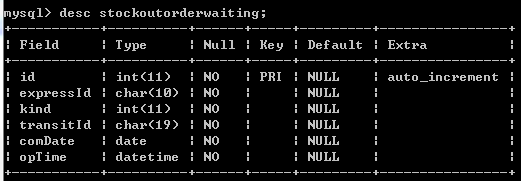 mysql> desc stockoutorderwaiting;
+-----------+----------+------+-----+---------+----------------+
| Field | Type | Null | Key | Default | Extra |
+-----------+----------+------+-----+---------+----------------+
| id | int(11) | NO | PRI | NULL | auto_increment |
| expressId | char(10) | NO | | NULL | |
| kind | int(11) | NO | | NULL | |
| transitId | char(19) | NO | | NULL | |
| comDate | date | NO | | NULL | |
| opTime | datetime | NO | | NULL | |
+-----------+----------+------+-----+---------+----------------+